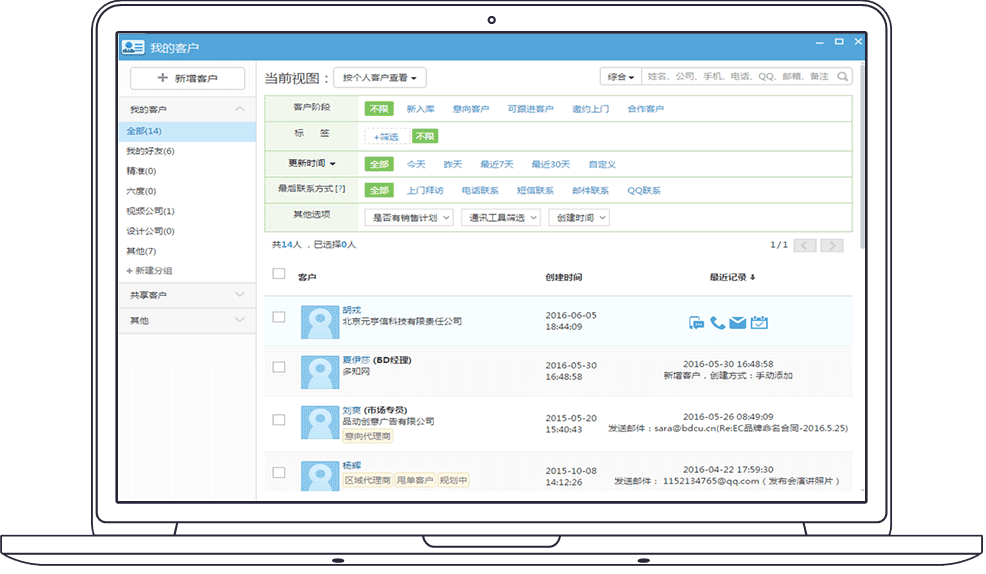 我的客户
新增客户
我的客户
全部(14)
我的好友(6)
精准(0)
六度(0)
视频公司(1)
设计公司(0)
其他(7)
+ 新建分组
共享客户
其他
当前视图： 按个人客户查看
综合 姓名、公司、手机、电话、QQ、邮箱、备注
客户阶段 不限 新入库 意向客户 可跟进客户 邀约上门 合作客户
标 签 +筛选 不限
更新时间 全部 今天 昨天 最近7天 最近30天 自定义
最后联系方式[?] 全部 上门拜访 电话联系 短信联系 邮件联系 QQ联系
其他选项 是否有销售计划 通讯工具筛选 创建时间
共14人，已选择0人 1/1
客户 创建时间 最近记录
胡戎
北京元亨信科技有限责任公司
2016-06-05
18:44:09
夏伊莎 (BD经理)
多知网
2016-05-30
16:48:58
2016-05-30 16:48:58
新增客户，创建方式：手动添加
刘爽 (市场专员)
品动创意广告有限公司
意向代理商
2015-05-20
15:40:43
2016-05-26 08:49:09
发送邮件：sara@bdcu.cn(Re:EC品牌命名合同-2016.5.25)
杨辉
区域代理商 甩单客户 规划中
2015-10-08
14:12:26
2016-04-22 17:59:30
发送邮件： 1152134765@qq.com（发布会演讲照片）